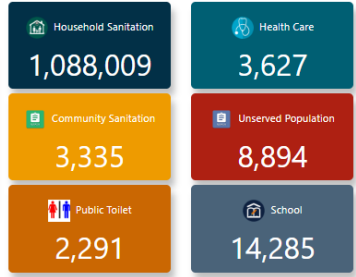 Household Sanitation
1,088,009
Health Care
3,627
Community Sanitation
3,335
Unserved Population
8,894
Public Toilet
2,291
School
14,285